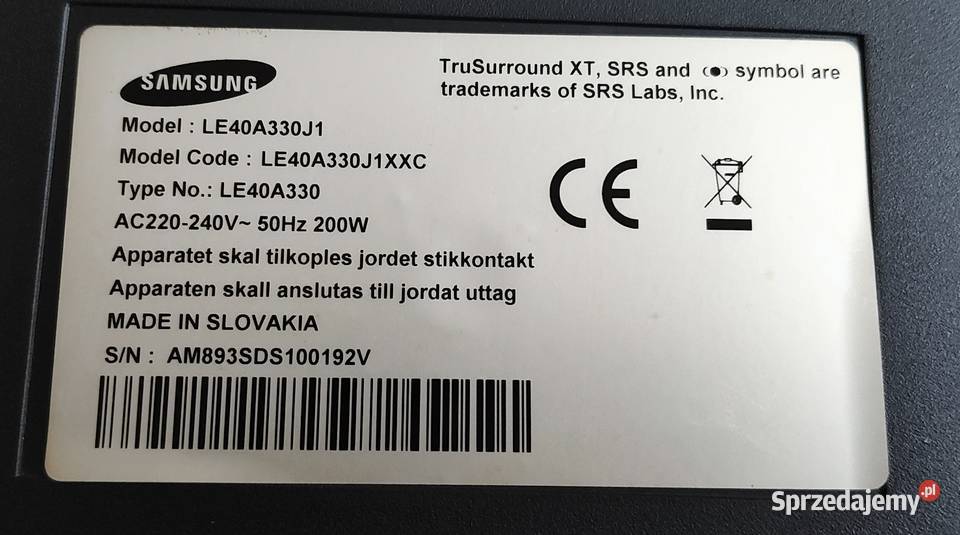 SAMSUNG
TruSurround XT, SRS and (●) symbol are
trademarks of SRS Labs, Inc.
Model : LE40A330J1
Model Code : LE40A330J1XXC
Type No.: LE40A330
AC220-240V~ 50Hz 200W
Apparatet skal tilkoples jordet stikkontakt
Apparaten skall anslutas till jordat uttag
MADE IN SLOVAKIA
S/N : AM893SDS100192V
CE
Sprzedajemy.pl